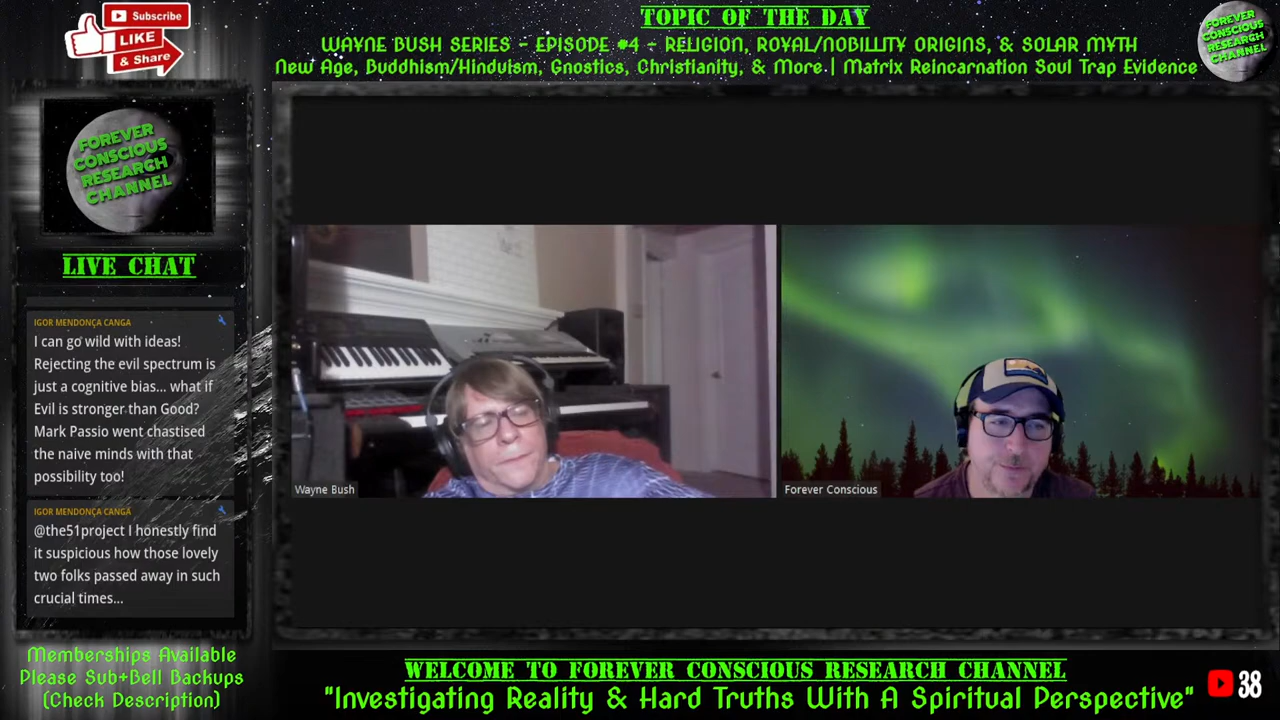 Subscribe
LIKE
& Share
TOPIC OF THE DAY
WAYNE BUSH SERIES - EPISODE #4 - RELIGION, ROYAL/NOBILLITY ORIGINS, & SOLAR MYTH
New Age, Buddhism/Hinduism, Gnostics, Christianity, & More | Matrix Reincarnation Soul Trap Evidence
FOREVER
CONSCIOUS
RESEARCH
CHANNEL
FOREVER
CONSCIOUS
RESEARCH
CHANNEL
LIVE CHAT
IGOR MENDONÇA CANGA
I can go wild with ideas!
Rejecting the evil spectrum is
just a cognitive bias... what if
Evil is stronger than Good?
Mark Passio went chastised
the naive minds with that
possibility too!
IGOR MENDONÇA CANGA
@the51project I honestly find
it suspicious how those lovely
two folks passed away in such
crucial times...
Wayne Bush
Forever Conscious
Memberships Available
Please Sub+Bell Backups
(Check Description)
WELCOME TO FOREVER CONSCIOUS RESEARCH CHANNEL
"Investigating Reality & Hard Truths With A Spiritual Perspective"
38